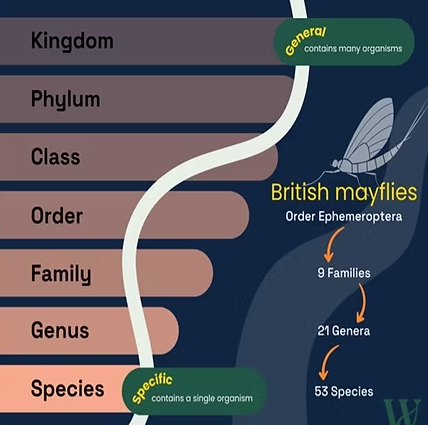 Kingdom
General
contains many organisms
Phylum
Class
British mayflies
Order
Order Ephemeroptera
Family
9 Families
Genus
21 Genera
Species
Specific
contains a single organism
53 Species
W